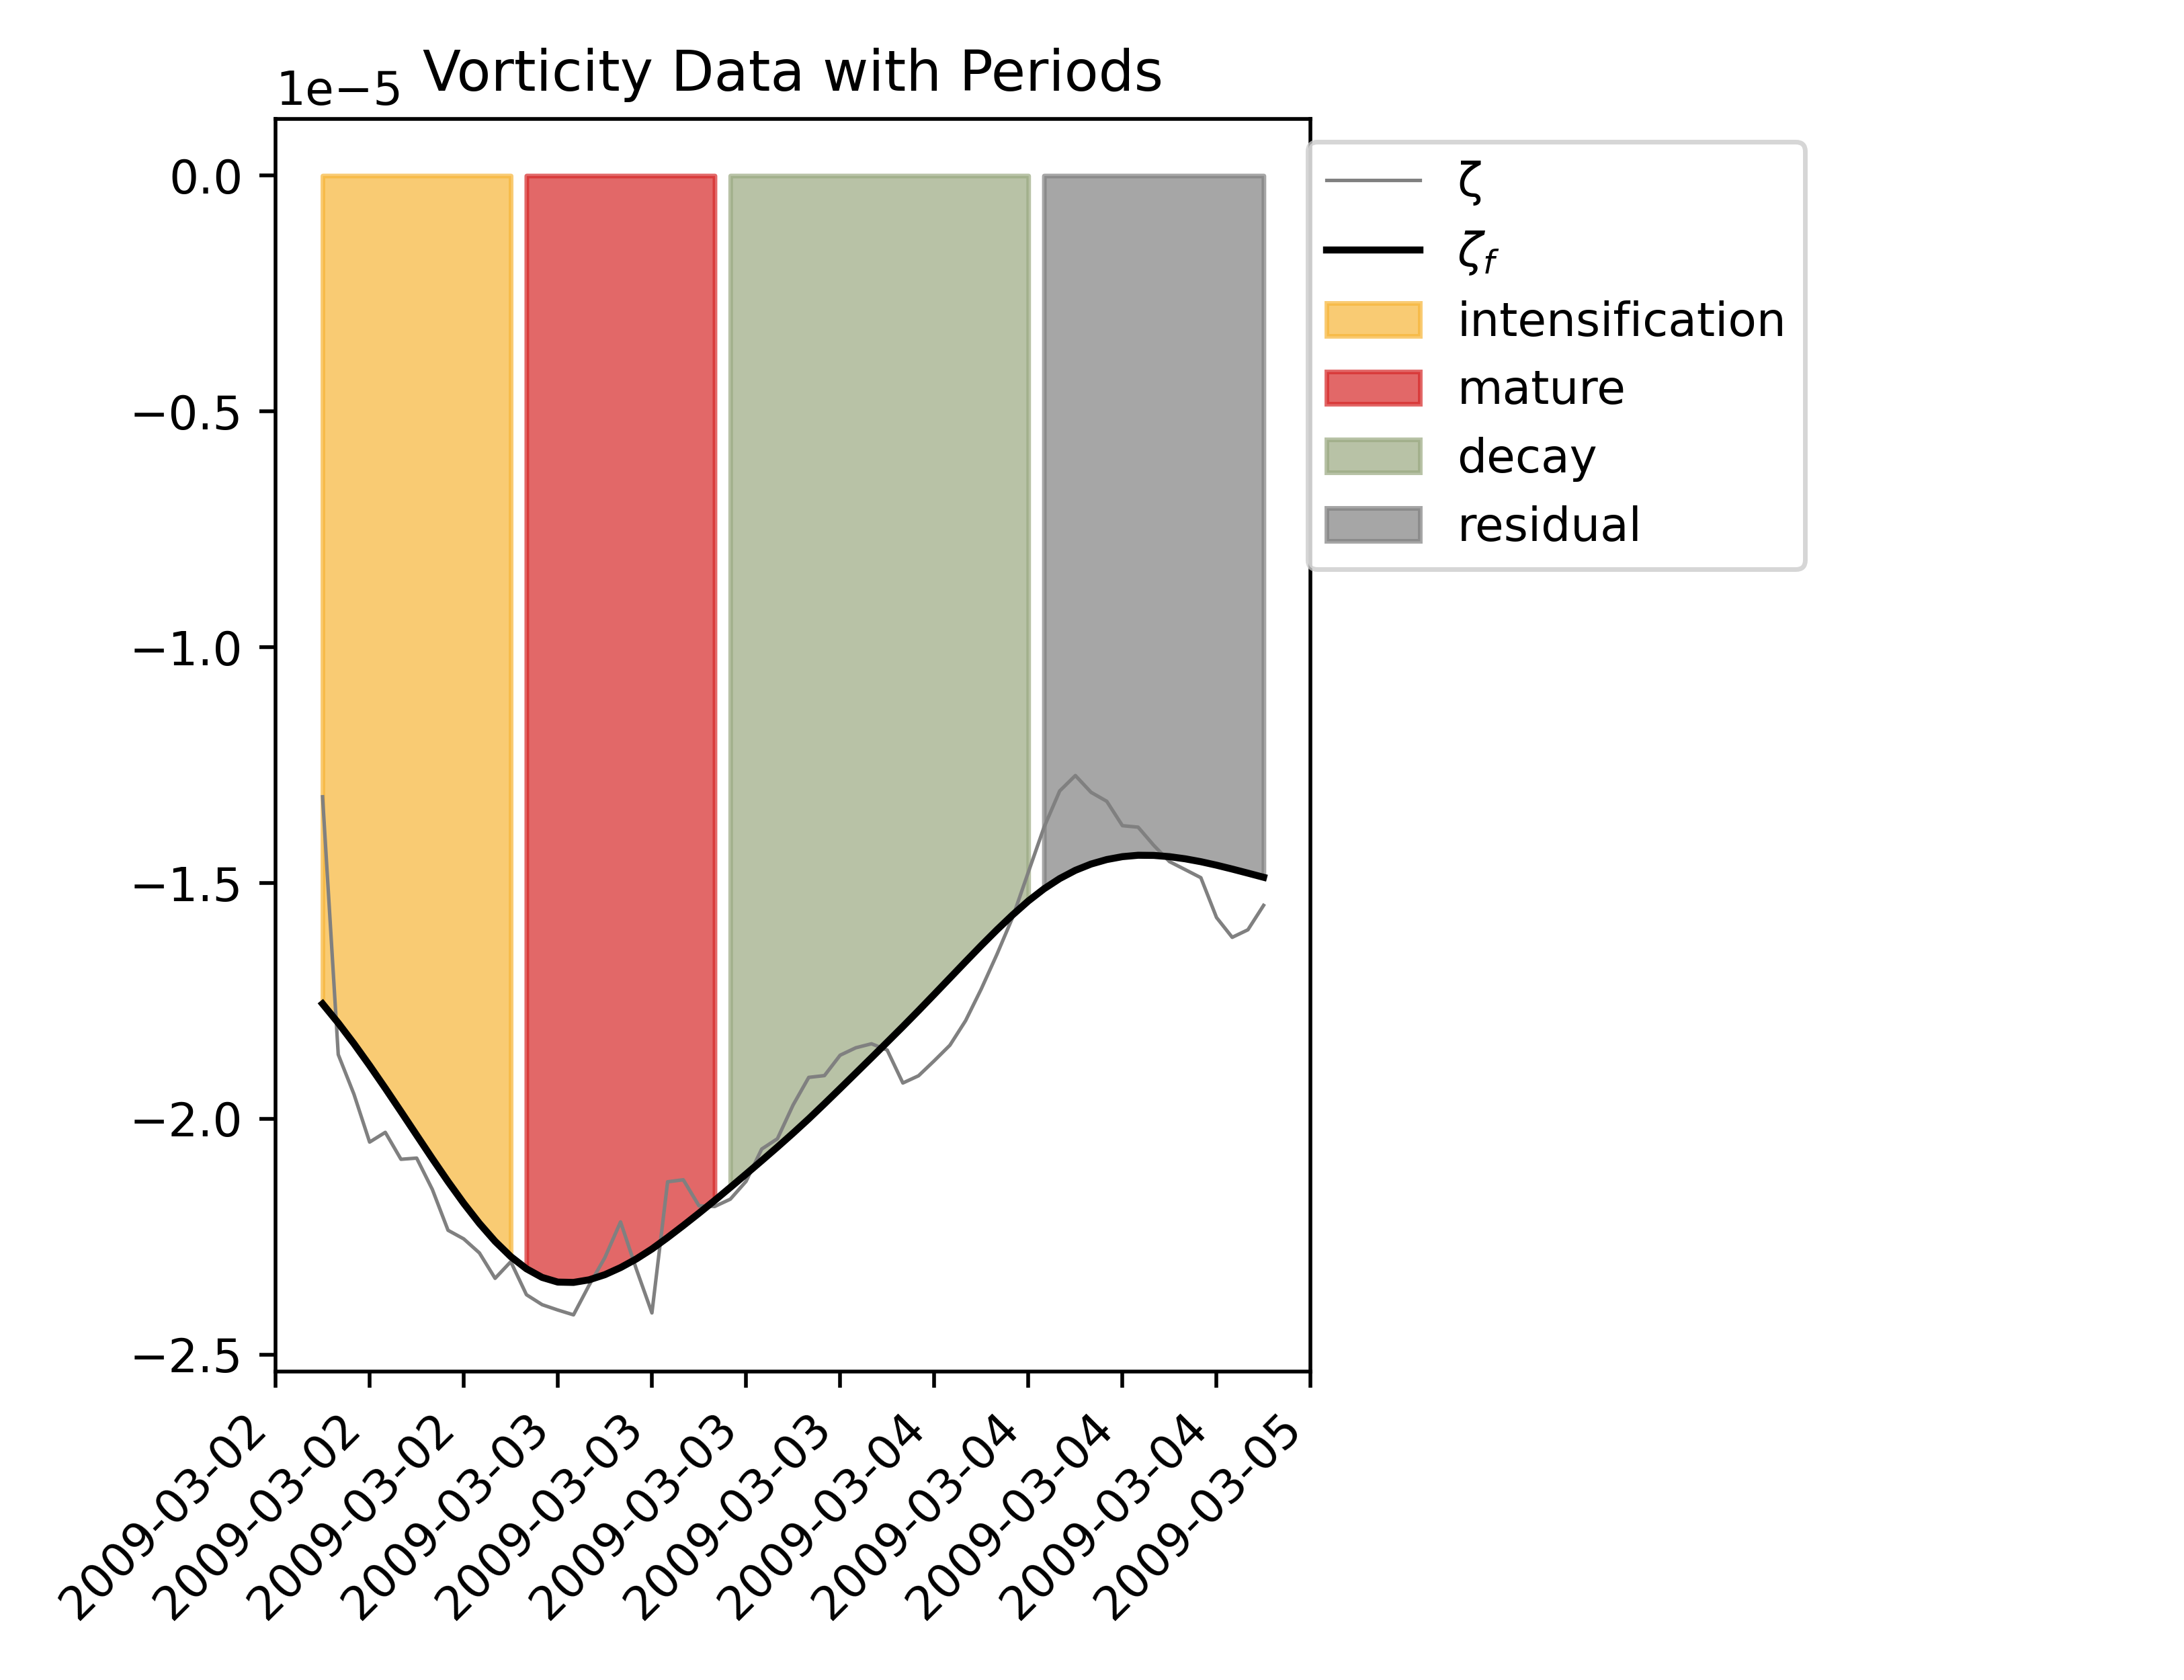 Vorticity Data with Periods
1e−5
0.0
−0.5
−1.0
−1.5
−2.0
−2.5
ζ
ζf
intensification
mature
decay
residual
2009-03-02
2009-03-02
2009-03-02
2009-03-03
2009-03-03
2009-03-03
2009-03-03
2009-03-04
2009-03-04
2009-03-04
2009-03-04
2009-03-05